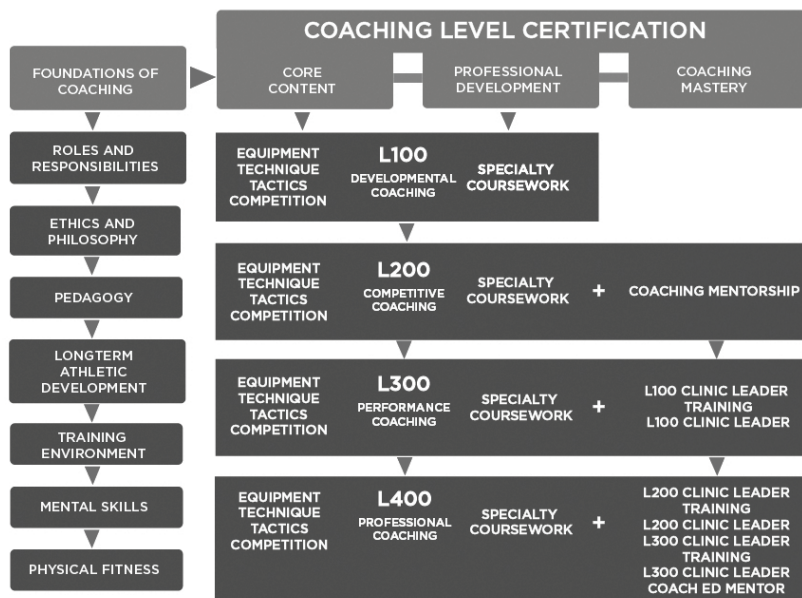 COACHING LEVEL CERTIFICATION
FOUNDATIONS OF
COACHING
CORE
CONTENT
PROFESSIONAL
DEVELOPMENT
COACHING
MASTERY
ROLES AND
RESPONSIBILITIES
ETHICS AND
PHILOSOPHY
PEDAGOGY
LONGTERM
ATHLETIC
DEVELOPMENT
TRAINING
ENVIRONMENT
MENTAL SKILLS
PHYSICAL FITNESS
EQUIPMENT
TECHNIQUE
TACTICS
COMPETITION
L100
DEVELOPMENTAL
COACHING
SPECIALTY
COURSEWORK
EQUIPMENT
TECHNIQUE
TACTICS
COMPETITION
L200
COMPETITIVE
COACHING
SPECIALTY
COURSEWORK
+
COACHING MENTORSHIP
EQUIPMENT
TECHNIQUE
TACTICS
COMPETITION
L300
PERFORMANCE
COACHING
SPECIALTY
COURSEWORK
+
L100 CLINIC LEADER
TRAINING
L100 CLINIC LEADER
EQUIPMENT
TECHNIQUE
TACTICS
COMPETITION
L400
PROFESSIONAL
COACHING
SPECIALTY
COURSEWORK
+
L200 CLINIC LEADER
TRAINING
L200 CLINIC LEADER
L300 CLINIC LEADER
TRAINING
L300 CLINIC LEADER
COACH ED MENTOR